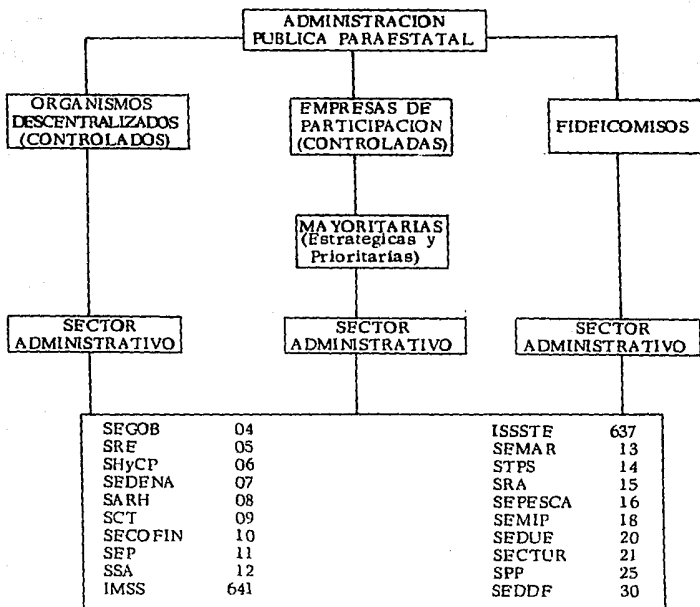 ADMINISTRACION
PUBLICA PARAESTATAL
ORGANISMOS
DESCENTRALIZADOS
(CONTROLADOS)
EMPRESAS DE
PARTICIPACION
(CONTROLADAS)
FIDEICOMISOS
MAYORITARIAS
(Estrategicas y
Prioritarias)
SECTOR
ADMINISTRATIVO
SECTOR
ADMINISTRATIVO
SECTOR
ADMINISTRATIVO
SEGOB 04
SRE 05
SHyCP 06
SEDENA 07
SARH 08
SCT 09
SECOFIN 10
SEP 11
SSA 12
IMSS 641
ISSSTE 637
SEMAR 13
STPS 14
SRA 15
SEPESCA 16
SEMIP 18
SEDUE 20
SECTUR 21
SPP 25
SEDDF 30